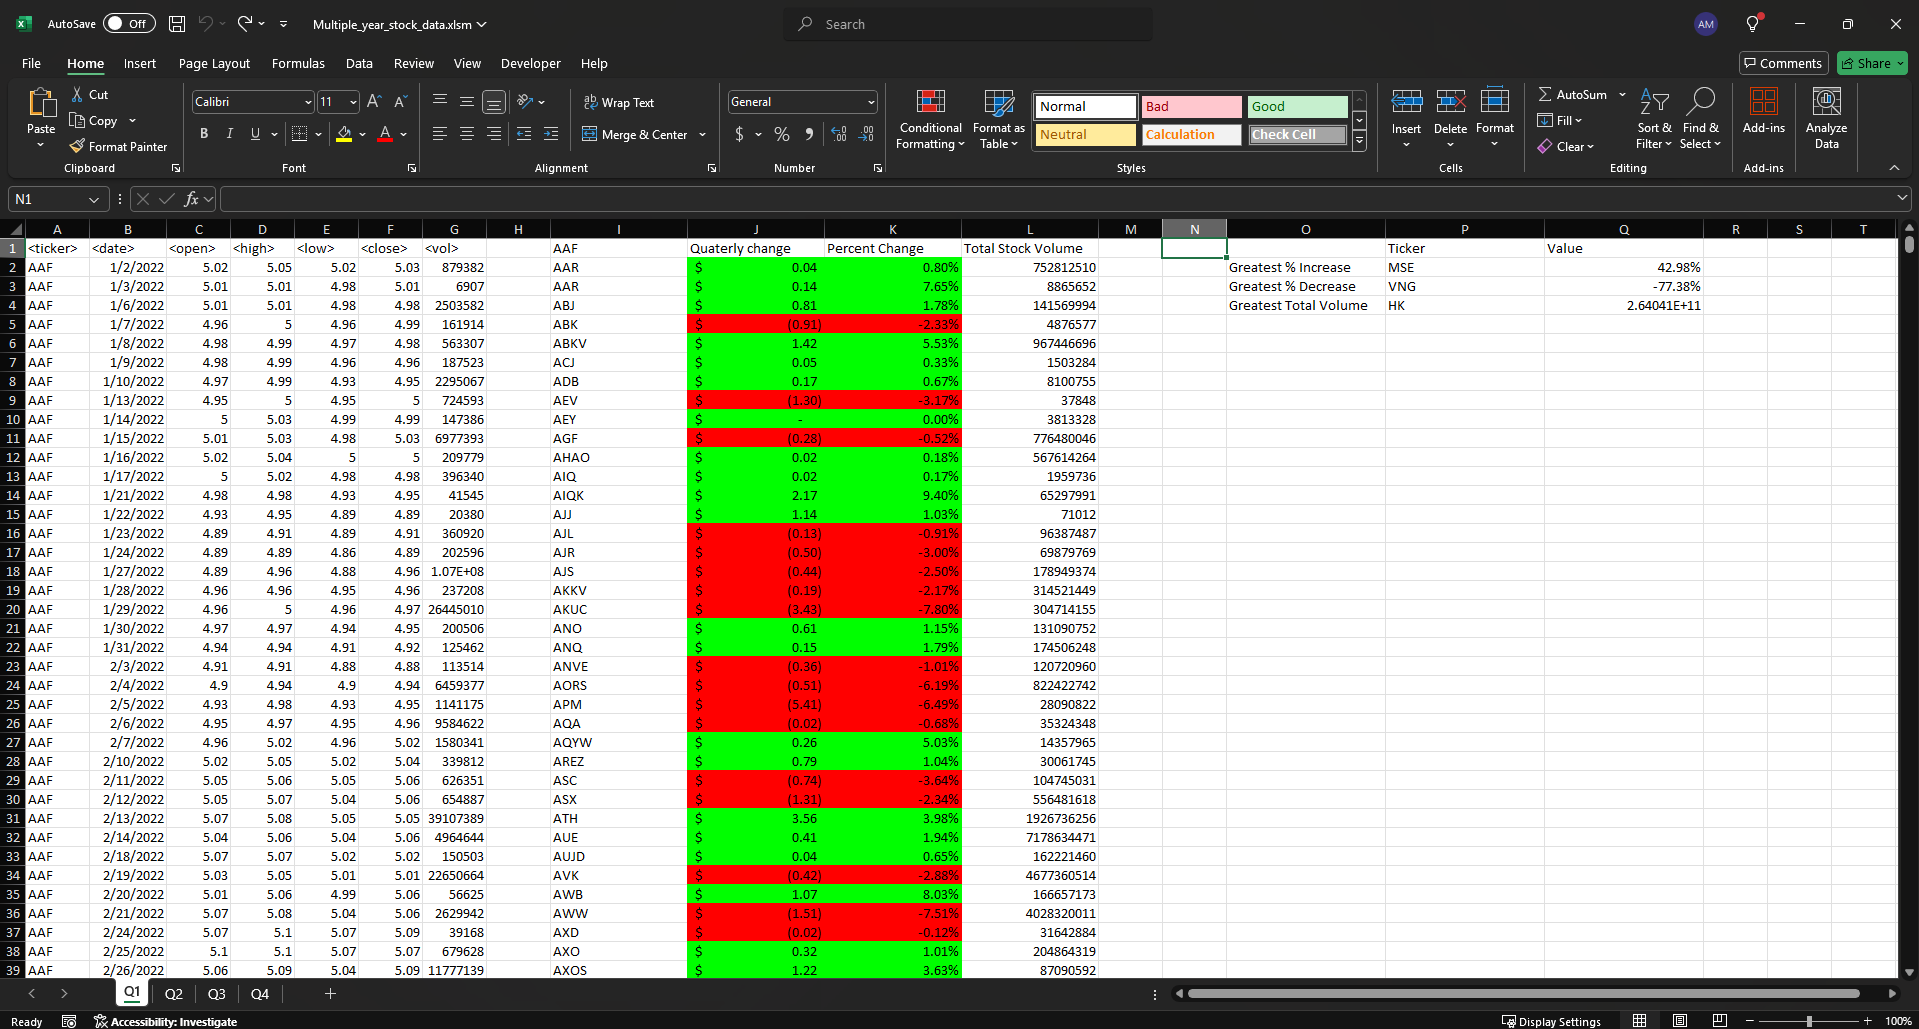 AutoSave Off Multiple_year_stock_data.xlsm Search AM
File Home Insert Page Layout Formulas Data Review View Developer Help Comments Share
Paste Cut Copy Format Painter Clipboard
Calibri 11 B I U A Font
Wrap Text Merge & Center Alignment
General $ % Number
Conditional Formatting Format as Table Normal Bad Good Neutral Calculation Check Cell Styles
Insert Delete Format Cells
AutoSum Fill Clear Sort & Filter Find & Select Editing
Add-ins Add-ins
Analyze Data
N1 fx
A B C D E F G H I J K L M N O P Q R S T
1 <ticker> <date> <open> <high> <low> <close> <vol> AAF Quaterly change Percent Change Total Stock Volume Ticker Value
2 AAF 1/2/2022 5.02 5.05 5.02 5.03 879382 AAR $ 0.04 0.80% 752812510 Greatest % Increase MSE 42.98%
3 AAF 1/3/2022 5.01 5.01 4.98 5.01 6907 AAR $ 0.14 7.65% 8865652 Greatest % Decrease VNG -77.38%
4 AAF 1/6/2022 5.01 5.01 4.98 4.98 2503582 ABJ $ 0.81 1.78% 141569994 Greatest Total Volume HK 2.64041E+11
5 AAF 1/7/2022 4.96 5 4.96 4.99 161914 ABK $ (0.91) -2.33% 4876577
6 AAF 1/8/2022 4.98 4.99 4.97 4.98 563307 ABKV $ 1.42 5.53% 967446696
7 AAF 1/9/2022 4.98 4.99 4.96 4.96 187523 ACJ $ 0.05 0.33% 1503284
8 AAF 1/10/2022 4.97 4.99 4.93 4.95 2295067 ADB $ 0.17 0.67% 8100755
9 AAF 1/13/2022 4.95 5 4.95 5 724593 AEV $ (1.30) -3.17% 37848
10 AAF 1/14/2022 5 5.03 4.99 4.99 147386 AEY $ - 0.00% 3813328
11 AAF 1/15/2022 5.01 5.03 4.98 5.03 6977393 AGF $ (0.28) -0.52% 776480046
12 AAF 1/16/2022 5.02 5.04 5 5 209779 AHAO $ 0.02 0.18% 567614264
13 AAF 1/17/2022 5 5.02 4.98 4.98 396340 AIQ $ 0.02 0.17% 1959736
14 AAF 1/21/2022 4.98 4.98 4.93 4.95 41545 AIQK $ 2.17 9.40% 65297991
15 AAF 1/22/2022 4.93 4.95 4.89 4.89 20380 AJJ $ 1.14 1.03% 71012
16 AAF 1/23/2022 4.89 4.91 4.89 4.91 360920 AJL $ (0.13) -0.91% 96387487
17 AAF 1/24/2022 4.89 4.89 4.86 4.89 202596 AJR $ (0.50) -3.00% 69879769
18 AAF 1/27/2022 4.89 4.96 4.88 4.96 1.07E+08 AJS $ (0.44) -2.50% 178949374
19 AAF 1/28/2022 4.96 4.96 4.95 4.96 237208 AKKV $ (0.19) -2.17% 314521449
20 AAF 1/29/2022 4.96 5 4.96 4.97 26445010 AKUC $ (3.43) -7.80% 304714155
21 AAF 1/30/2022 4.97 4.97 4.94 4.95 200506 ANO $ 0.61 1.15% 131090752
22 AAF 1/31/2022 4.94 4.94 4.91 4.92 125462 ANQ $ 0.15 1.79% 174506248
23 AAF 2/3/2022 4.91 4.91 4.88 4.88 113514 ANVE $ (0.36) -1.01% 120720960
24 AAF 2/4/2022 4.9 4.94 4.9 4.94 6459377 AORS $ (0.51) -6.19% 822422742
25 AAF 2/5/2022 4.93 4.98 4.93 4.95 1141175 APM $ (5.41) -6.49% 28090822
26 AAF 2/6/2022 4.95 4.97 4.95 4.96 9584622 AQA $ (0.02) -0.68% 35324348
27 AAF 2/7/2022 4.96 5.02 4.96 5.02 1580341 AQYW $ 0.26 5.03% 14357965
28 AAF 2/10/2022 5.02 5.05 5.02 5.04 339812 AREZ $ 0.79 1.04% 30061745
29 AAF 2/11/2022 5.05 5.06 5.05 5.06 626351 ASC $ (0.74) -3.64% 104745031
30 AAF 2/12/2022 5.05 5.07 5.04 5.06 654887 ASX $ (1.31) -2.34% 556481618
31 AAF 2/13/2022 5.07 5.08 5.05 5.05 39107389 ATH $ 3.56 3.98% 1926736256
32 AAF 2/14/2022 5.04 5.06 5.04 5.06 4964644 AUE $ 0.41 1.94% 7178634471
33 AAF 2/18/2022 5.07 5.07 5.02 5.02 150503 AUJD $ 0.04 0.65% 162221460
34 AAF 2/19/2022 5.03 5.05 5.01 5.01 22650664 AVK $ (0.42) -2.88% 4677360514
35 AAF 2/20/2022 5.01 5.06 4.99 5.06 56625 AWB $ 1.07 8.03% 166657173
36 AAF 2/21/2022 5.07 5.08 5.04 5.06 2629942 AWW $ (1.51) -7.51% 4028320011
37 AAF 2/24/2022 5.07 5.1 5.07 5.09 39168 AXD $ (0.02) -0.12% 31642884
38 AAF 2/25/2022 5.1 5.1 5.07 5.07 679628 AXO $ 0.32 1.01% 204864319
39 AAF 2/26/2022 5.06 5.09 5.04 5.09 11777139 AXOS $ 1.22 3.63% 87090592
Q1 Q2 Q3 Q4 +
Ready Accessibility: Investigate Display Settings 100%